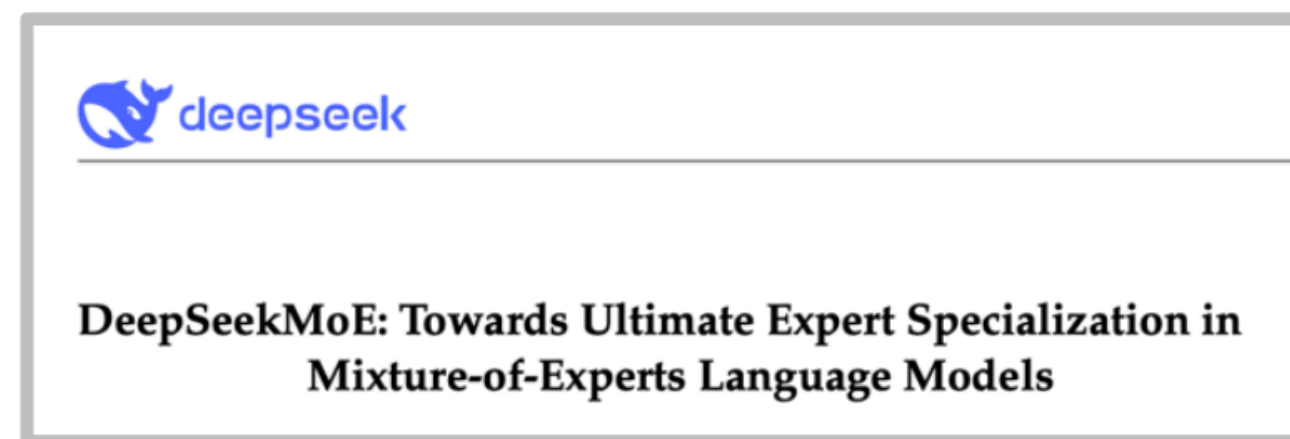 deepseek
DeepSeekMoE: Towards Ultimate Expert Specialization in
Mixture-of-Experts Language Models